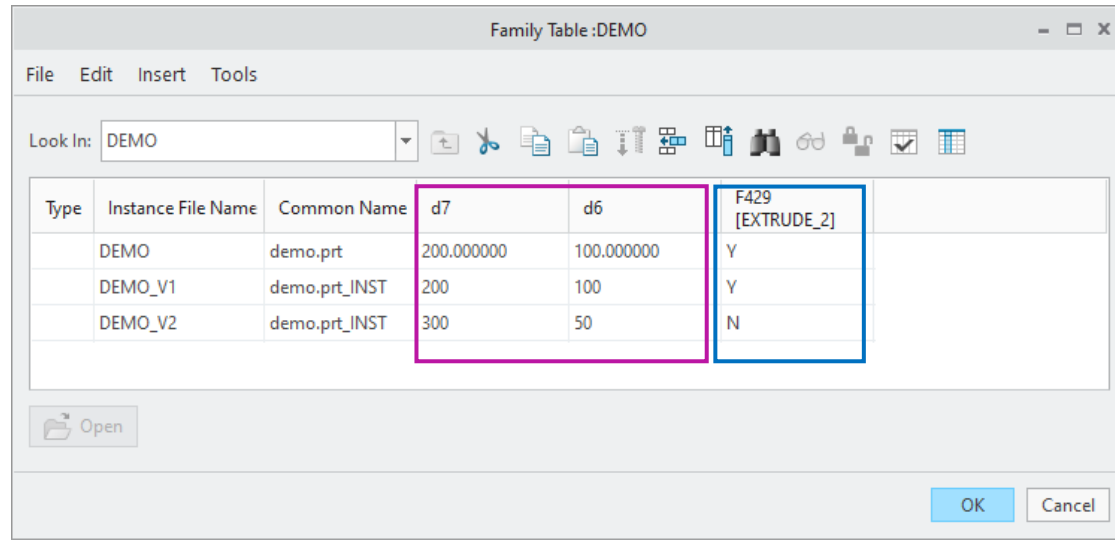 Family Table :DEMO
File Edit Insert Tools
Look In: DEMO
Type Instance File Name Common Name d7 d6 F429
[EXTRUDE_2]
DEMO demo.prt 200.000000 100.000000 Y
DEMO_V1 demo.prt_INST 200 100 Y
DEMO_V2 demo.prt_INST 300 50 N
Open
OK Cancel